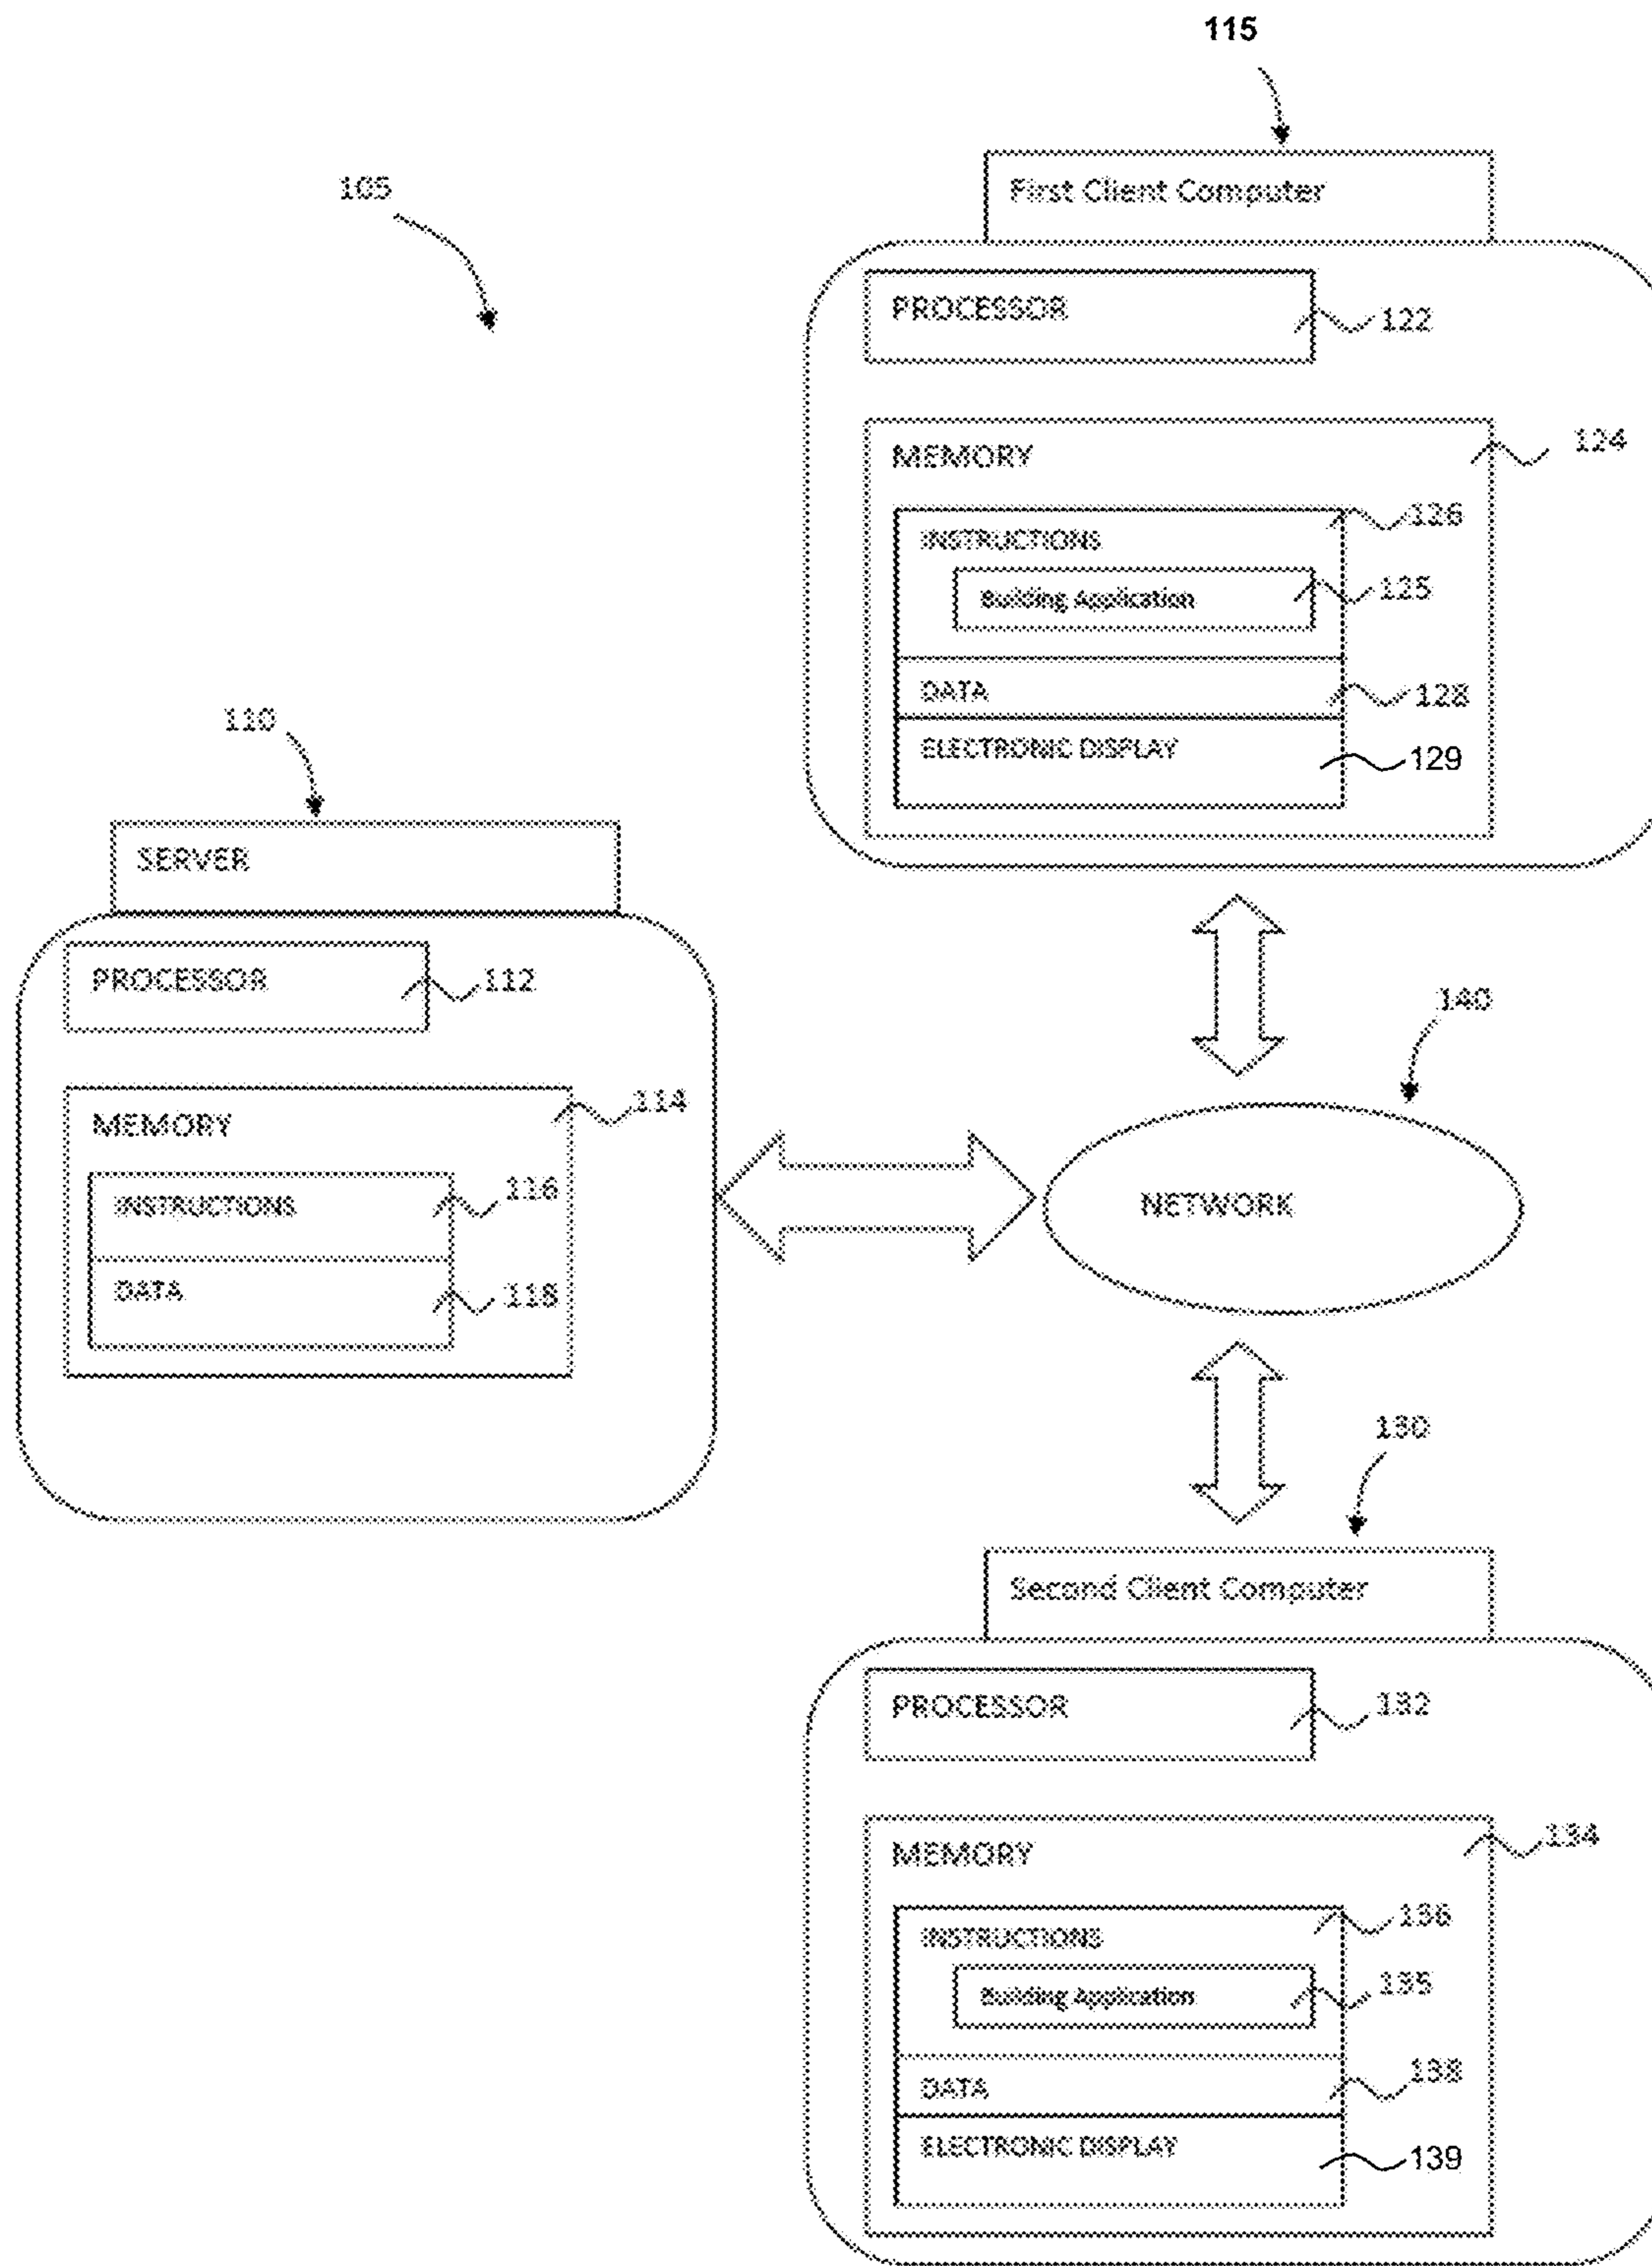 115
105
First Client Computer
PROCESSOR
122
MEMORY
124
126
INSTRUCTIONS
Building Application
125
DATA
128
ELECTRONIC DISPLAY
129
110
SERVER
PROCESSOR
112
MEMORY
114
INSTRUCTIONS
116
DATA
118
140
NETWORK
130
Second Client Computer
PROCESSOR
132
MEMORY
134
136
INSTRUCTIONS
Building Application
135
DATA
138
ELECTRONIC DISPLAY
139